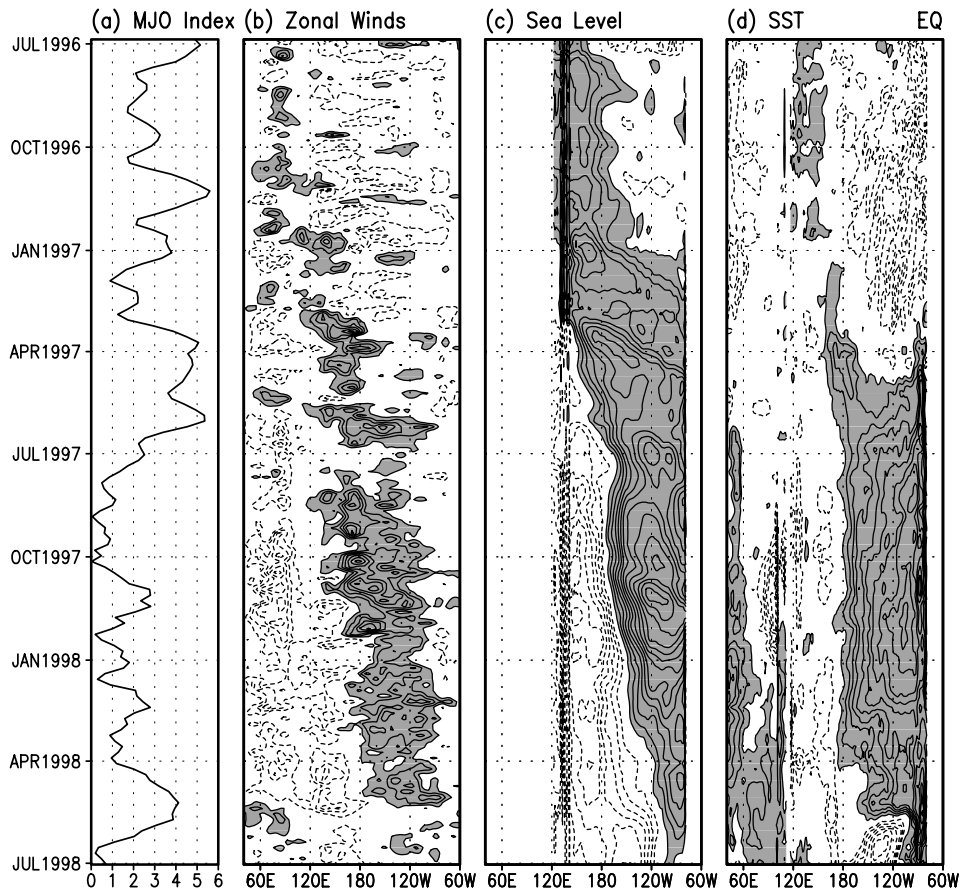 (a) MJO Index (b) Zonal Winds (c) Sea Level (d) SST EQ
JUL1996
OCT1996
JAN1997
APR1997
JUL1997
OCT1997
JAN1998
APR1998
JUL1998
0 1 2 3 4 5 6 60E 120E 180 120W 60W 60E 120E 180 120W 60W 60E 120E 180 120W 60W